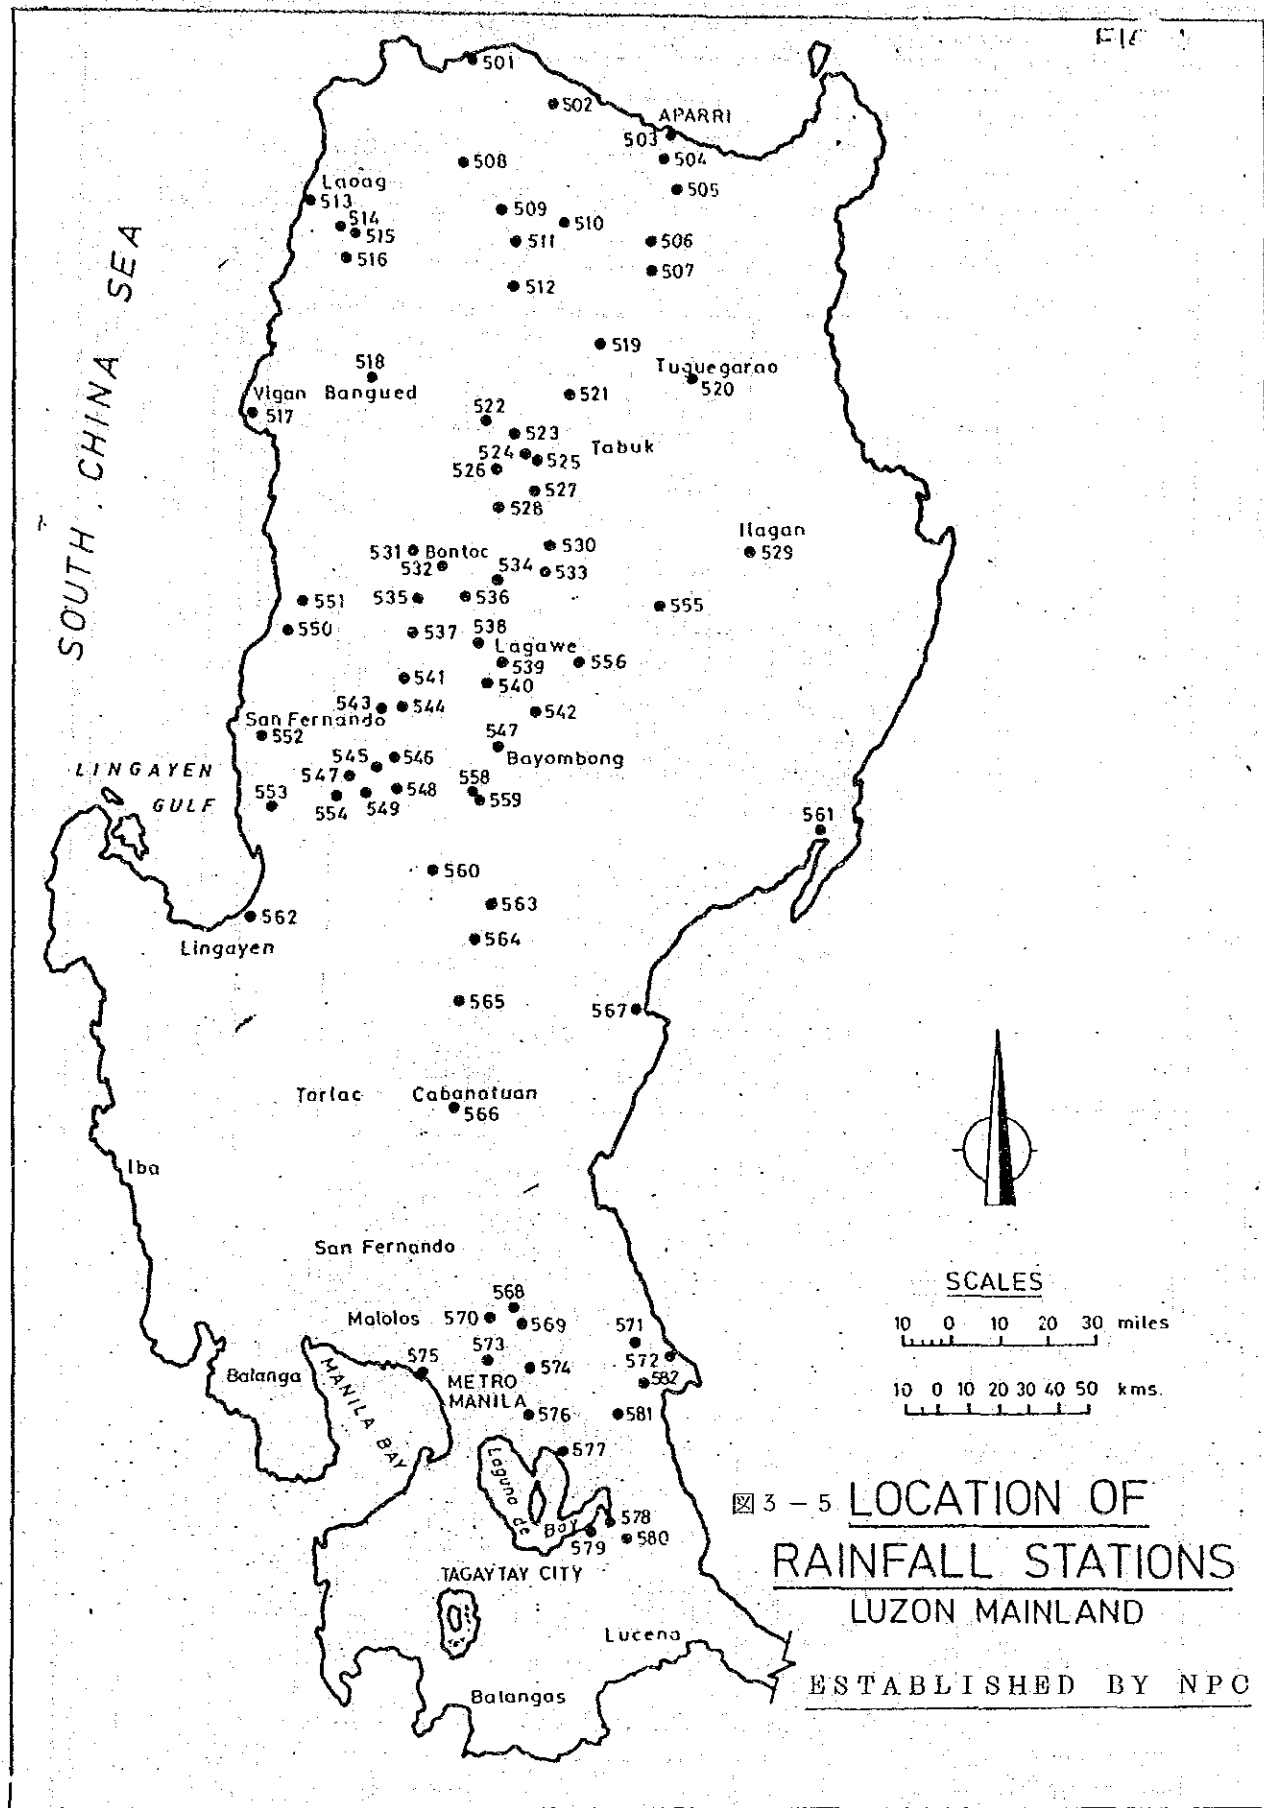 501
502
APARRI
503
504
508
505
Laoag
513
509
510
514
515
511
506
516
507
512
519
518
Tuguegarao
520
Vigan Bangued
517
521
522
523
Tabuk
524
525
526
527
528
SOUTH CHINA SEA
Ilagan
529
530
531
Bontoc
532
534
533
551
535
536
555
550
537
538
Lagawe
539
556
541
540
543
544
542
San Fernando
552
547
Bayombong
LINGAYEN
GULF
545
546
547
548
558
559
553
554
549
561
560
563
562
Lingayen
564
565
567
Tarlac
Cabanatuan
566
Iba
San Fernando
SCALES
10 0 10 20 30 miles
10 0 10 20 30 40 50 kms.
568
Malolos
570
569
571
573
572
575
574
582
Balanga
MANILA BAY
METRO
MANILA
576
581
577
Laguna de
Bay
578
579
580
TAGAYTAY CITY
Lucena
Batangas
図 3 - 5 LOCATION OF
RAINFALL STATIONS
LUZON MAINLAND
ESTABLISHED BY NPC